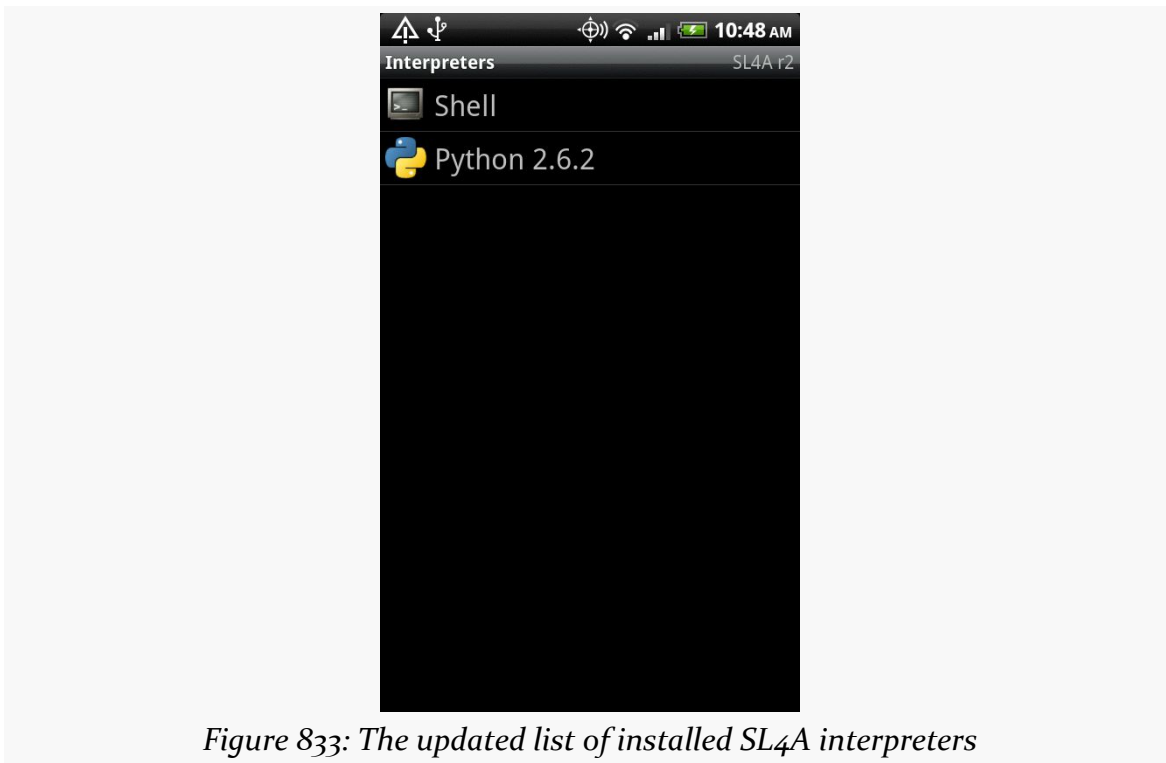 10:48 AM
Interpreters SL4A r2
>_
Shell
Python 2.6.2
Figure 833: The updated list of installed SL4A interpreters